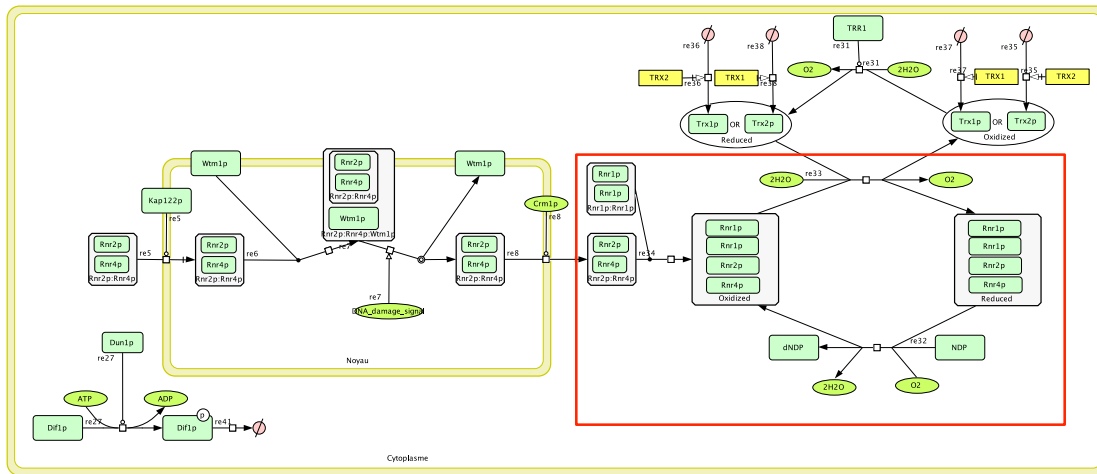 TRR1
re36
re38
re31
re37
re35
O2
re31
2H2O
TRX2
re36
TRX1
re38
re37
TRX1
re35
TRX2
Trx1p
OR
Trx2p
Reduced
Trx1p
OR
Trx2p
Oxidized
Wtm1p
Rnr2p
Rnr4p
Rnr2p:Rnr4p
Wtm1p
Rnr2p:Rnr4p:Wtm1p
Wtm1p
Rnr1p
Rnr1p
Rnr1p:Rnr1p
2H2O
re33
O2
Kap122p
re5
Crm1p
re8
Rnr2p
Rnr4p
Rnr2p:Rnr4p
re5
Rnr2p
Rnr4p
Rnr2p:Rnr4p
re6
re7
Rnr2p
Rnr4p
Rnr2p:Rnr4p
re8
Rnr2p
Rnr4p
Rnr2p:Rnr4p
re34
Rnr1p
Rnr1p
Rnr2p
Rnr4p
Oxidized
Rnr1p
Rnr1p
Rnr2p
Rnr4p
Reduced
re7
DNA_damage_signal
Dun1p
re27
Noyau
dNDP
re32
NDP
2H2O
O2
ATP
ADP
Dif1p
re27
Dif1p
p
re41
Cytoplasme